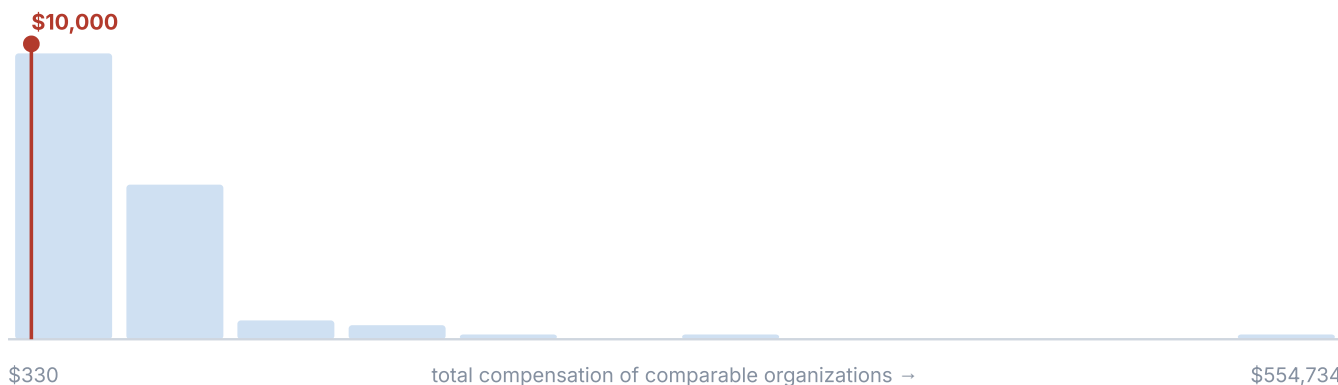 $10,000
$330 total compensation of comparable organizations → $554,734